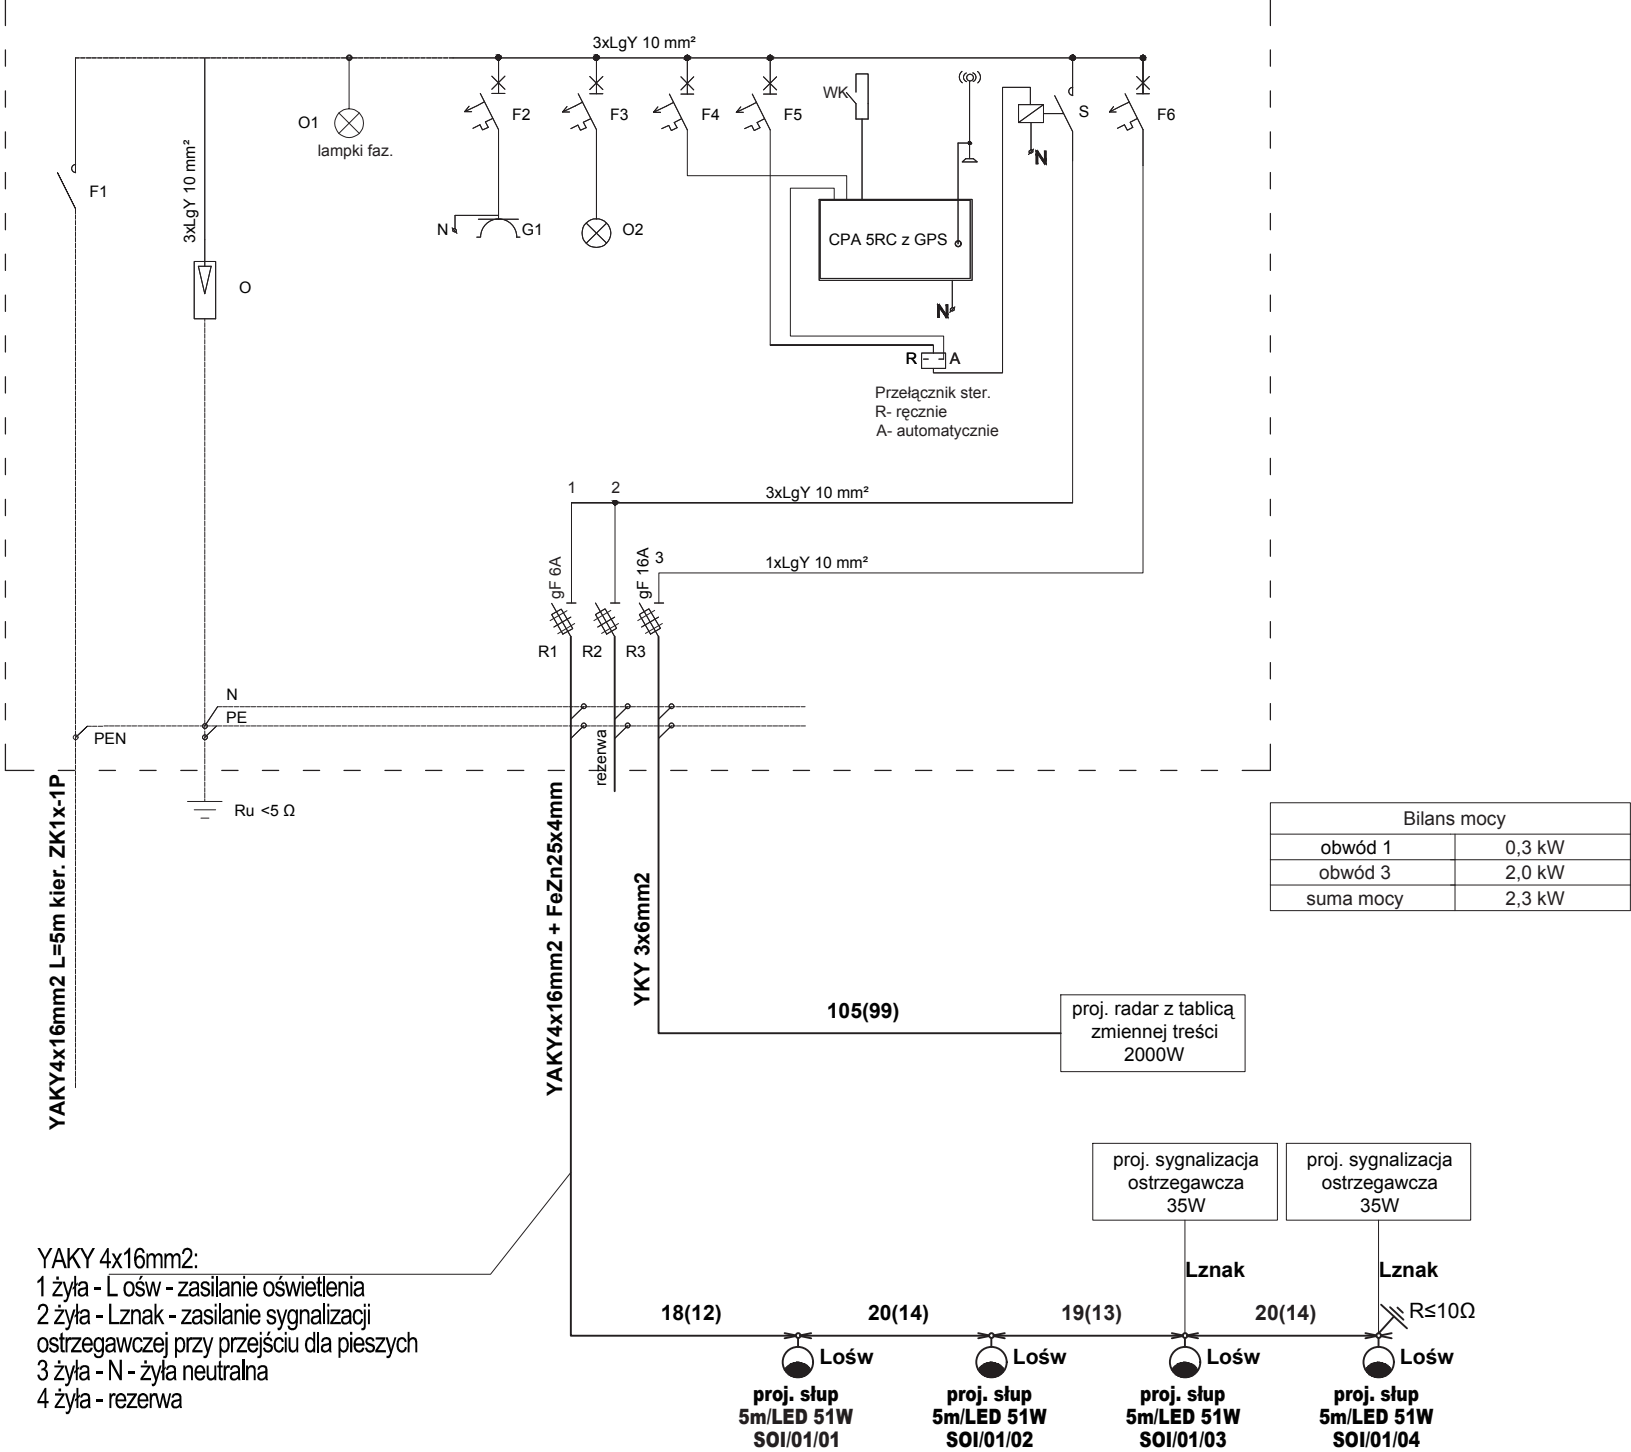 3xLgY 10 mm²
WK
F2
F3
F4
F5
S
F6
O1
lampki faz.
N
F1
3xLgY 10 mm²
N
G1
O2
CPA 5RC z GPS
O
N
R
A
Przełącznik ster.
R- ręcznie
A- automatycznie
1
2
3xLgY 10 mm²
gF 6A
gF 16A
3
1xLgY 10 mm²
R1
R2
R3
N
PE
PEN
rezerwa
Ru <5 Ω
YAKY4x16mm2 L=5m kier. ZK1x-1P
YAKY4x16mm2 + FeZn25x4mm
YKY 3x6mm2
Bilans mocy
obwód 1 0,3 kW
obwód 3 2,0 kW
suma mocy 2,3 kW
105(99)
proj. radar z tablicą
zmiennej treści
2000W
proj. sygnalizacja
ostrzegawcza
35W
proj. sygnalizacja
ostrzegawcza
35W
Lznak
Lznak
YAKY 4x16mm2:
1 żyła - L ośw - zasilanie oświetlenia
2 żyła - Lznak - zasilanie sygnalizacji
ostrzegawczej przy przejściu dla pieszych
3 żyła - N - żyła neutralna
4 żyła - rezerwa
18(12)
20(14)
19(13)
20(14)
R≤10Ω
Lośw
Lośw
Lośw
Lośw
proj. słup
5m/LED 51W
SOI/01/01
proj. słup
5m/LED 51W
SOI/01/02
proj. słup
5m/LED 51W
SOI/01/03
proj. słup
5m/LED 51W
SOI/01/04